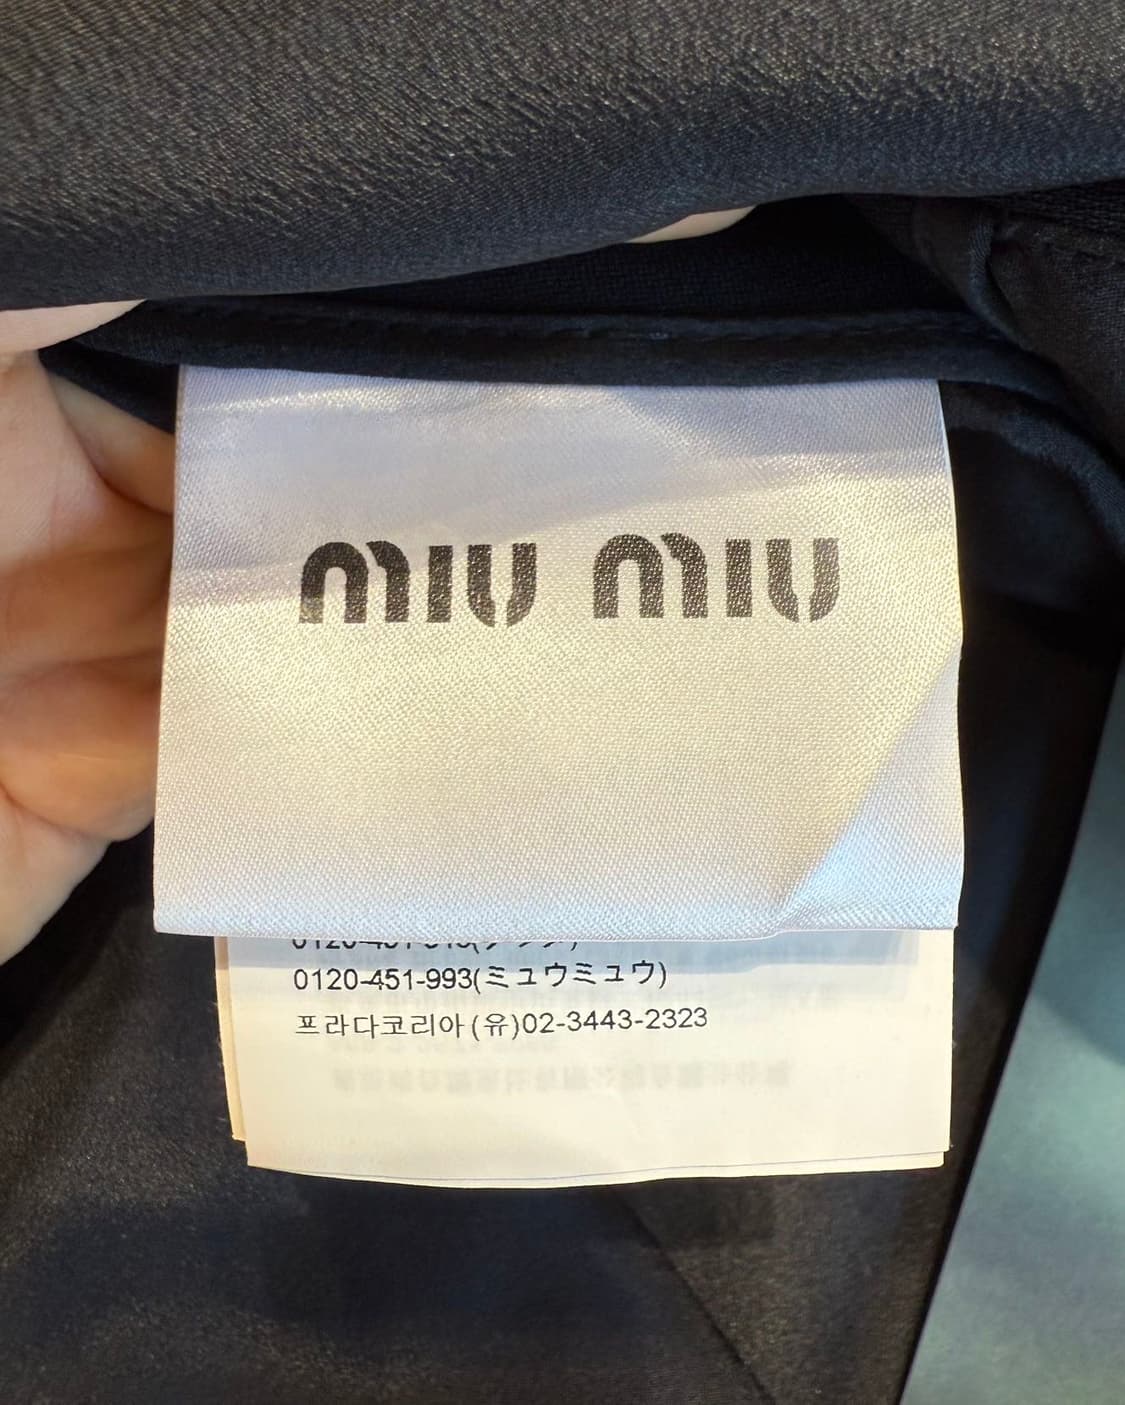 miu miu
0120-451-993(ミュウミュウ)
프라다코리아(유)02-3443-2323